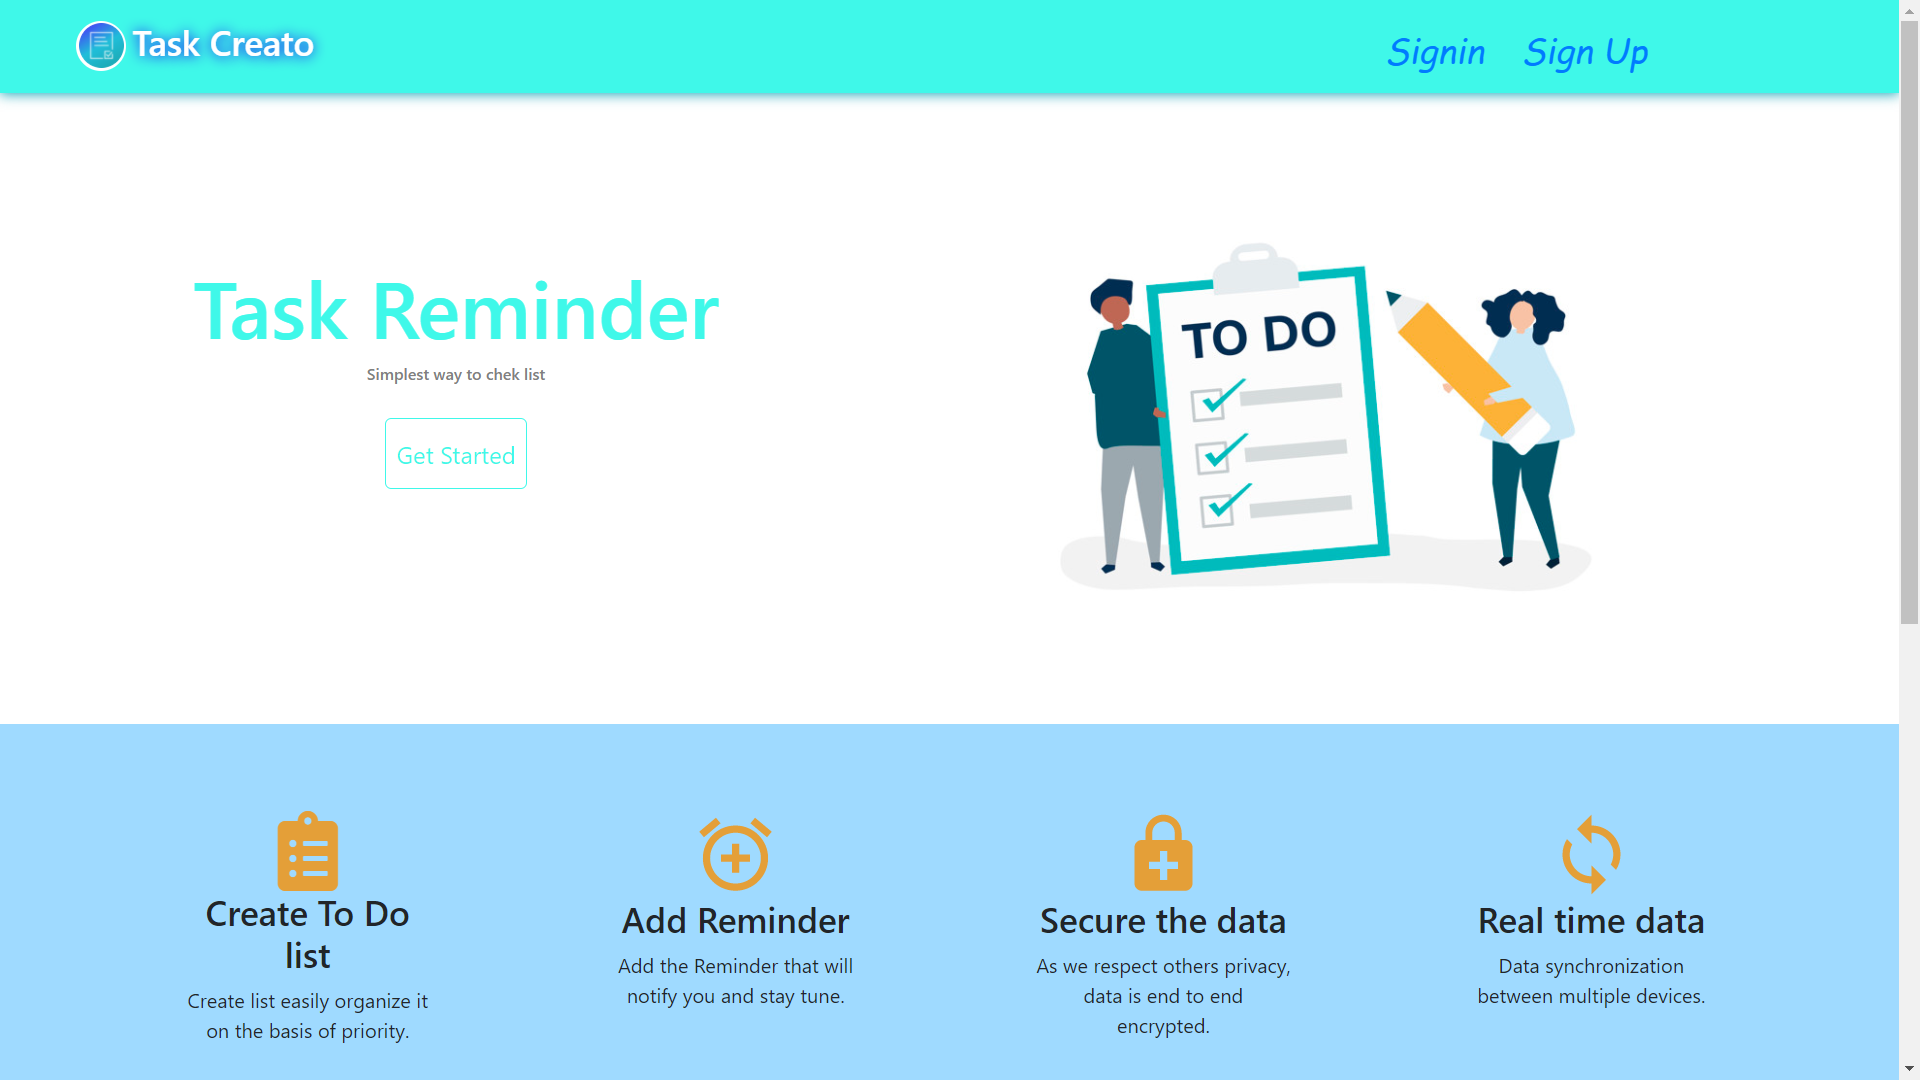 Task Creato
Signin
Sign Up
Task Reminder
Simplest way to chek list
Get Started
TO DO
Create To Do
list
Create list easily organize it
on the basis of priority.
Add Reminder
Add the Reminder that will
notify you and stay tune.
Secure the data
As we respect others privacy,
data is end to end
encrypted.
Real time data
Data synchronization
between multiple devices.